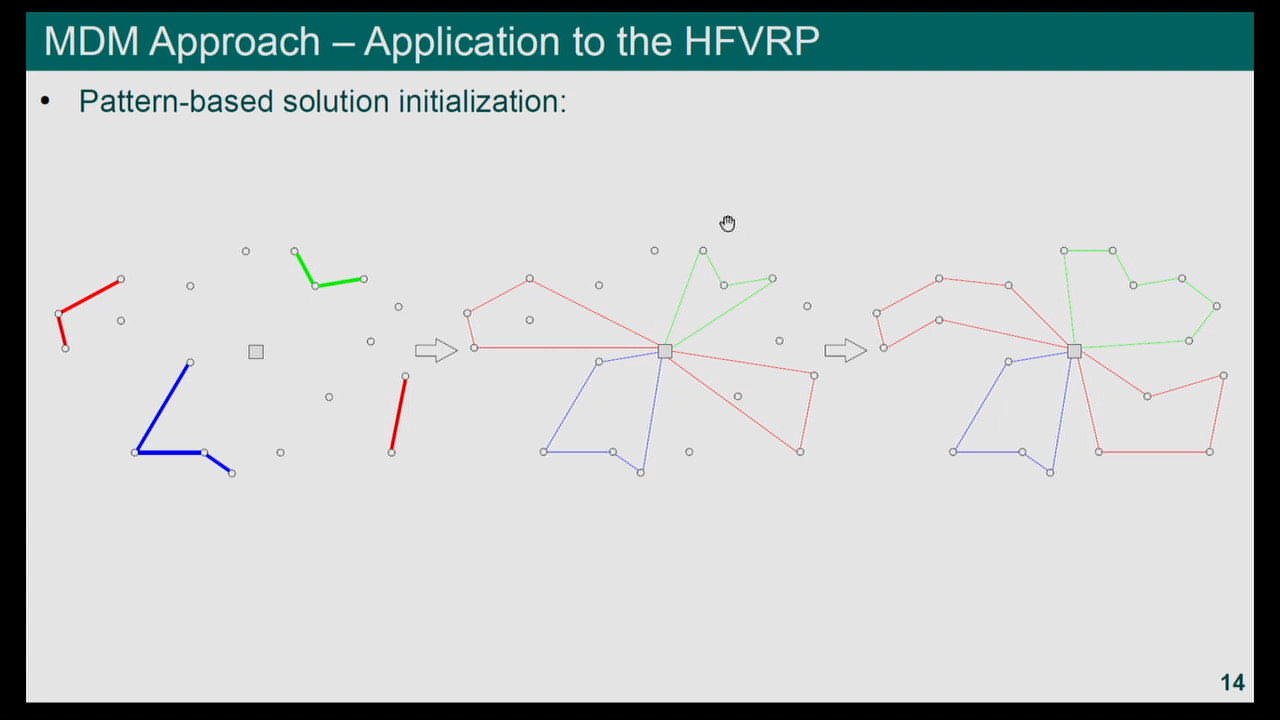 MDM Approach – Application to the HFVRP
• Pattern-based solution initialization:
14